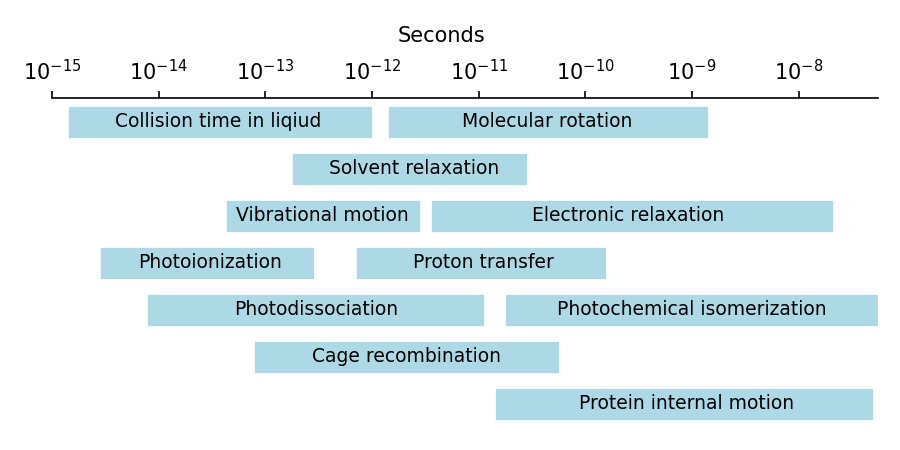 Seconds
10^{-15} 10^{-14} 10^{-13} 10^{-12} 10^{-11} 10^{-10} 10^{-9} 10^{-8}
Collision time in liqiud Molecular rotation
Solvent relaxation
Vibrational motion Electronic relaxation
Photoionization Proton transfer
Photodissociation Photochemical isomerization
Cage recombination
Protein internal motion